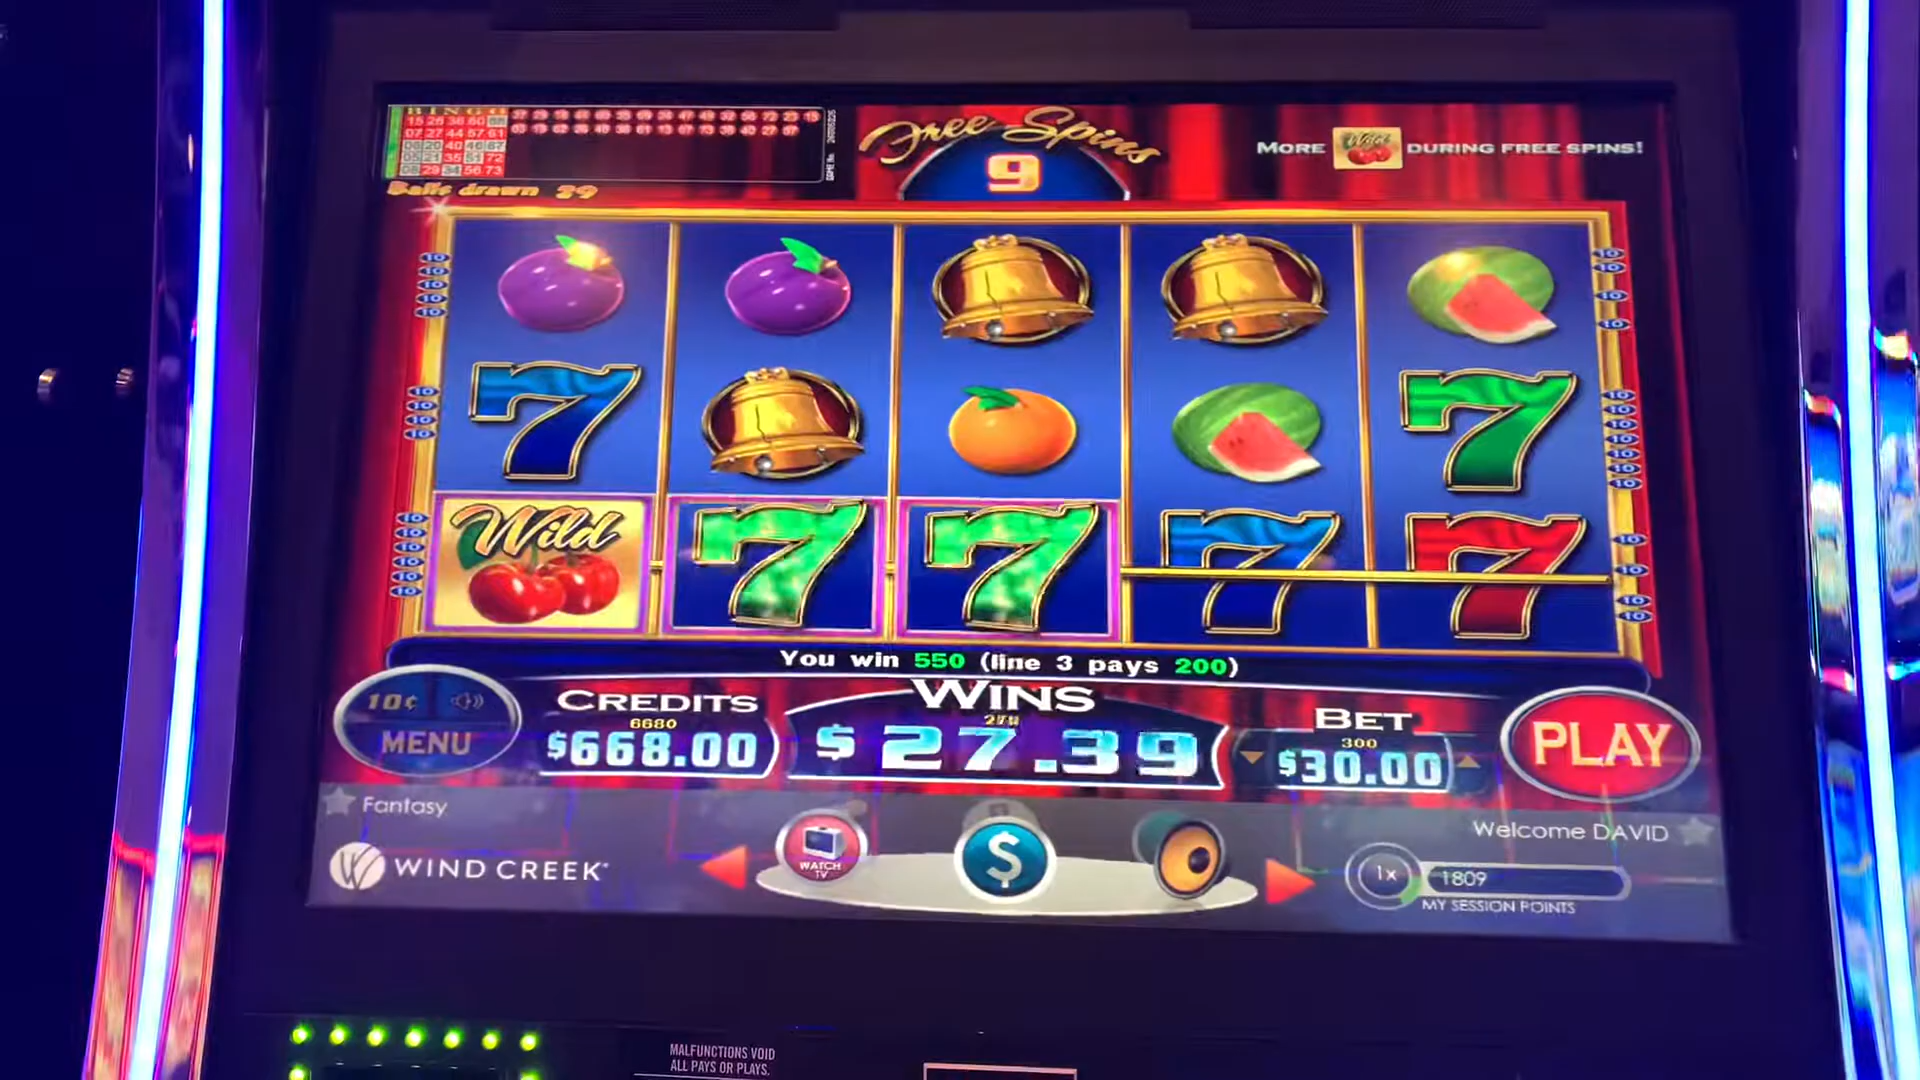 BINGO
Balls drawn 29
Free Spins
9
MORE Wild DURING FREE SPINS!
Wild
You win 550 (line 3 pays 200)
10¢
MENU
CREDITS
6680
$668.00
WINS
$27.39
BET
300
$30.00
PLAY
Fantasy
Welcome DAVID
WIND CREEK
WATCH
TV
$
1x
1809
MY SESSION POINTS
MALFUNCTIONS VOID
ALL PAYS OR PLAYS.